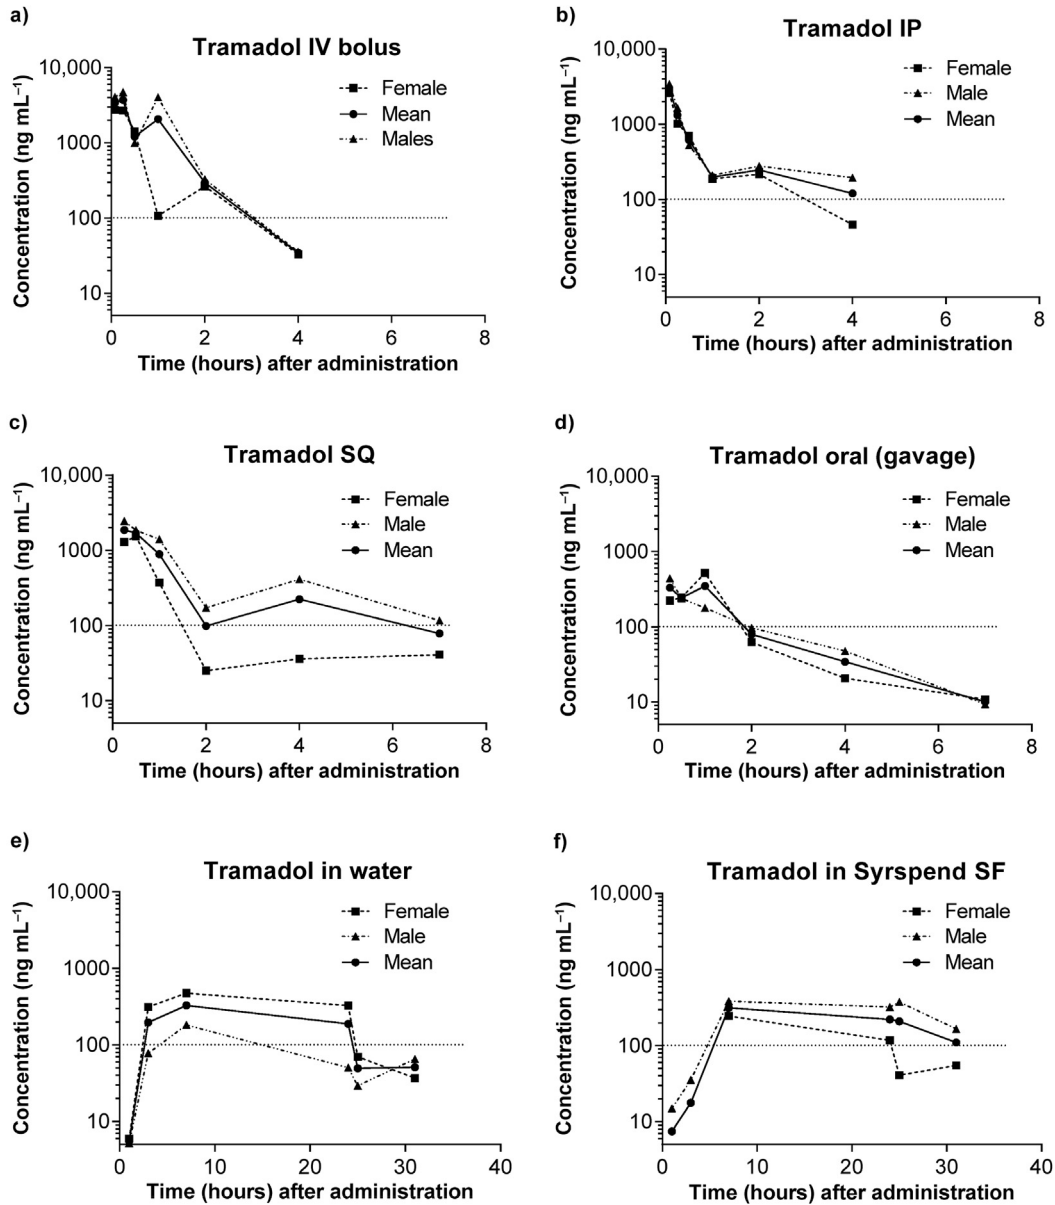 a)
Tramadol IV bolus
Concentration (ng mL⁻¹)
10,000
1000
100
10
Female
Mean
Males
0 2 4 6 8
Time (hours) after administration
b)
Tramadol IP
Concentration (ng mL⁻¹)
10,000
1000
100
10
Female
Male
Mean
0 2 4 6 8
Time (hours) after administration
c)
Tramadol SQ
Concentration (ng mL⁻¹)
10,000
1000
100
10
Female
Male
Mean
0 2 4 6 8
Time (hours) after administration
d)
Tramadol oral (gavage)
Concentration (ng mL⁻¹)
10,000
1000
100
10
Female
Male
Mean
0 2 4 6 8
Time (hours) after administration
e)
Tramadol in water
Concentration (ng mL⁻¹)
10,000
1000
100
10
Female
Male
Mean
0 10 20 30 40
Time (hours) after administration
f)
Tramadol in Syrspend SF
Concentration (ng mL⁻¹)
10,000
1000
100
10
Female
Male
Mean
0 10 20 30 40
Time (hours) after administration